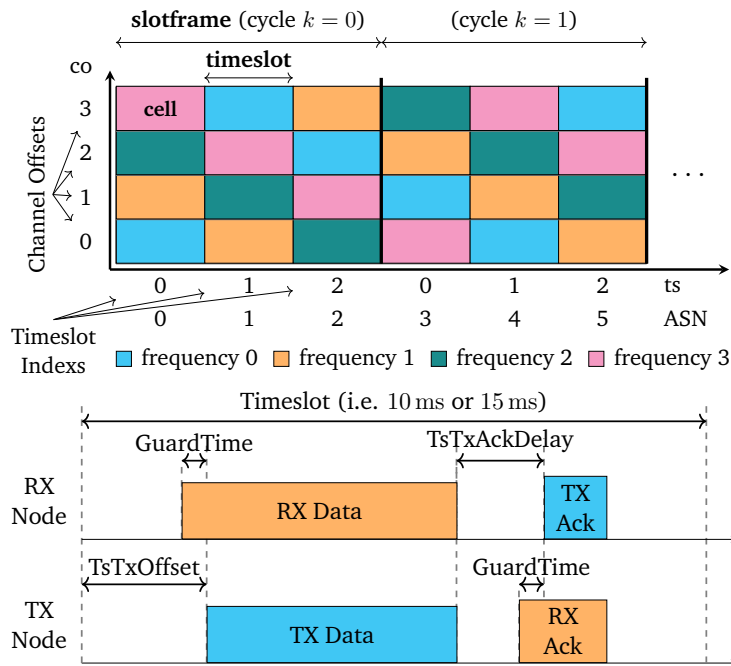 slotframe (cycle k = 0)
(cycle k = 1)
timeslot
co
3
cell
2
1
0
Channel Offsets
. . .
0 1 2 0 1 2 ts
0 1 2 3 4 5 ASN
Timeslot
Indexs
frequency 0 frequency 1 frequency 2 frequency 3
Timeslot (i.e. 10 ms or 15 ms)
GuardTime
TsTxAckDelay
RX
Node
RX Data
TX
Ack
TsTxOffset
GuardTime
TX
Node
TX Data
RX
Ack